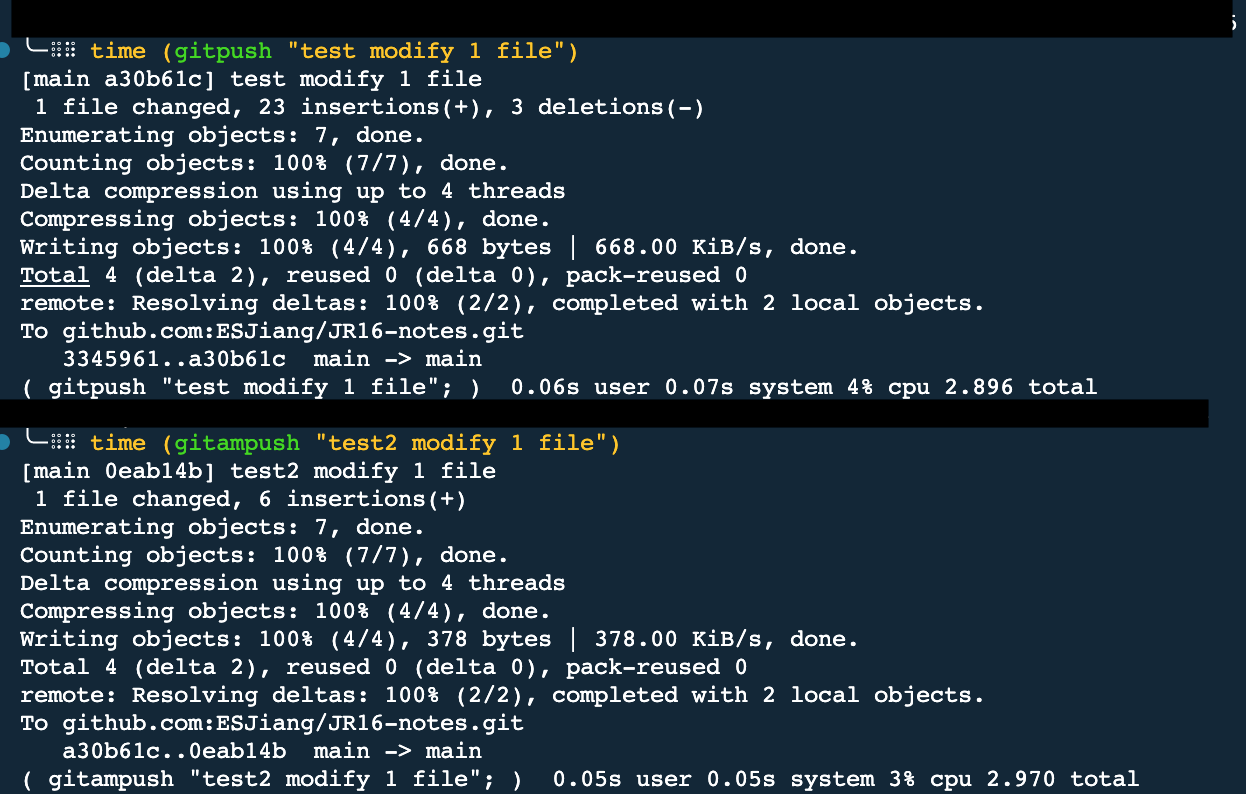 time (gitpush "test modify 1 file")
[main a30b61c] test modify 1 file
 1 file changed, 23 insertions(+), 3 deletions(-)
Enumerating objects: 7, done.
Counting objects: 100% (7/7), done.
Delta compression using up to 4 threads
Compressing objects: 100% (4/4), done.
Writing objects: 100% (4/4), 668 bytes | 668.00 KiB/s, done.
Total 4 (delta 2), reused 0 (delta 0), pack-reused 0
remote: Resolving deltas: 100% (2/2), completed with 2 local objects.
To github.com:ESJiang/JR16-notes.git
   3345961..a30b61c  main -> main
( gitpush "test modify 1 file"; )  0.06s user 0.07s system 4% cpu 2.896 total
time (gitampush "test2 modify 1 file")
[main 0eab14b] test2 modify 1 file
 1 file changed, 6 insertions(+)
Enumerating objects: 7, done.
Counting objects: 100% (7/7), done.
Delta compression using up to 4 threads
Compressing objects: 100% (4/4), done.
Writing objects: 100% (4/4), 378 bytes | 378.00 KiB/s, done.
Total 4 (delta 2), reused 0 (delta 0), pack-reused 0
remote: Resolving deltas: 100% (2/2), completed with 2 local objects.
To github.com:ESJiang/JR16-notes.git
   a30b61c..0eab14b  main -> main
( gitampush "test2 modify 1 file"; )  0.05s user 0.05s system 3% cpu 2.970 total